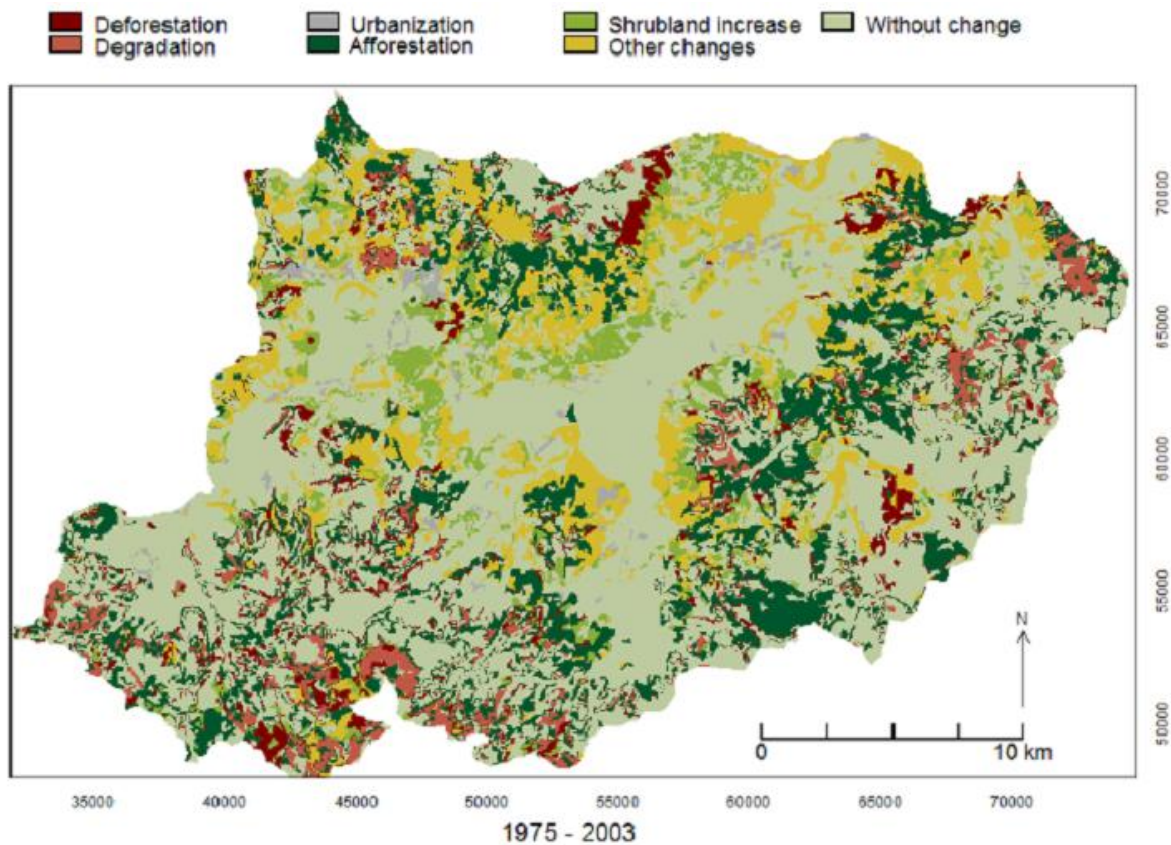 Deforestation Urbanization Shrubland increase Without change
Degradation Afforestation Other changes
70000
65000
60000
55000
50000
N
0 10 km
35000 40000 45000 50000 55000 60000 65000 70000
1975 - 2003